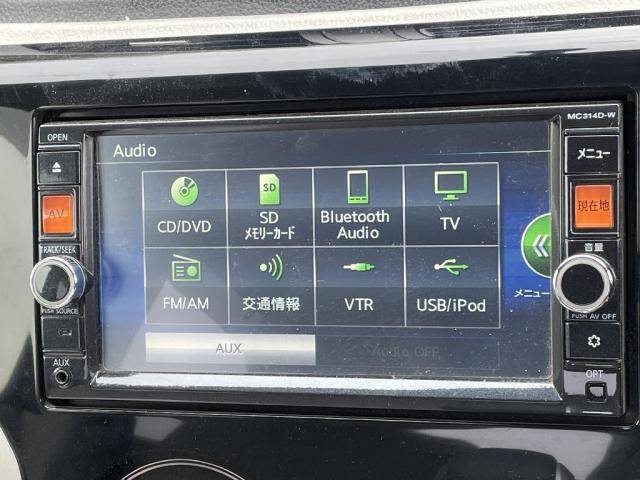 MC314D-W
OPEN
AV
TRACK/SEEK
PUSH SOURCE
AUX
Audio
CD/DVD
SD
メモリーカード
Bluetooth
Audio
TV
FM/AM
交通情報
VTR
USB/iPod
AUX
Audio OFF
メニュー
メニュー
現在地
音量
PUSH AV OFF
OPT